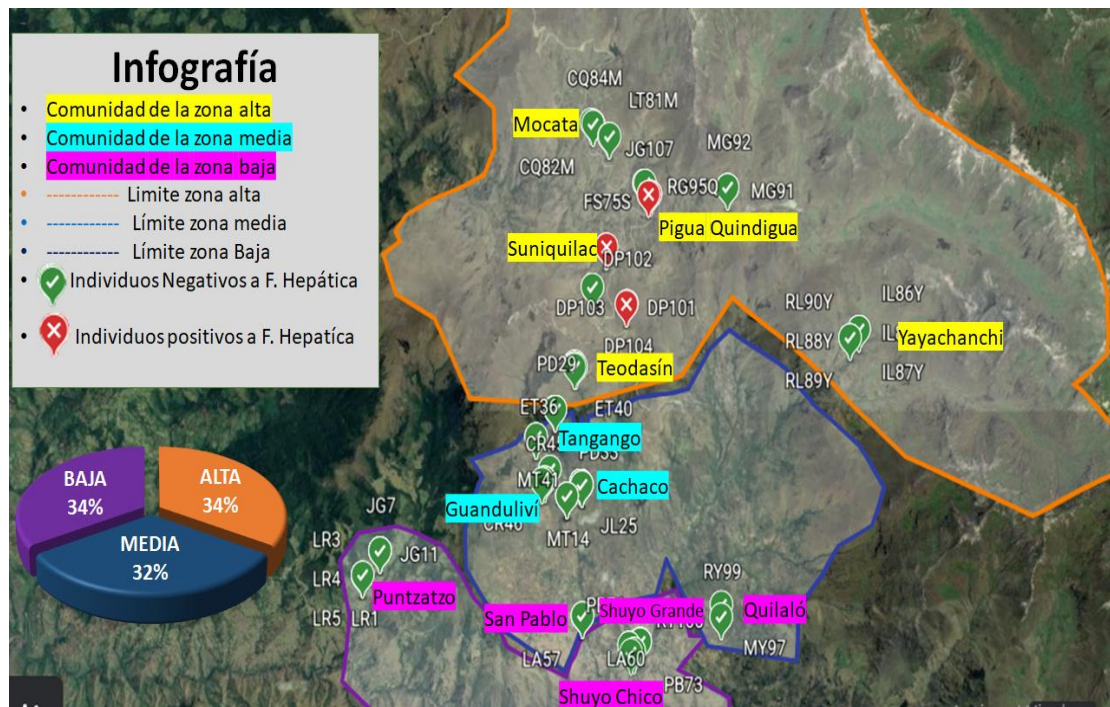 Infografía
Comunidad de la zona alta
Comunidad de la zona media
Comunidad de la zona baja
------------ Limite zona alta
------------ Límite zona media
------------ Límite zona Baja
Individuos Negativos a F. Hepática
Individuos positivos a F. Hepatíca
CQ84M
LT81M
Mocata
JG107
MG92
CQ82M
FS75S
RG95Q
MG91
Pigua Quindigua
Suniquilac
DP102
DP103
DP101
DP104
RL90Y
IL86Y
RL88Y
Yayachanchi
RL89Y
IL87Y
PD29
Teodasín
ET36
ET40
Tangango
MT41
Cachaco
Guanduliví
MT14
JL25
BAJA
34%
ALTA
34%
MEDIA
32%
JG7
LR3
JG11
LR4
Puntzatzo
LR5
LR1
RY99
San Pablo
Shuyo Grande
Quilaló
MY97
LA57
LA60
PB73
Shuyo Chico